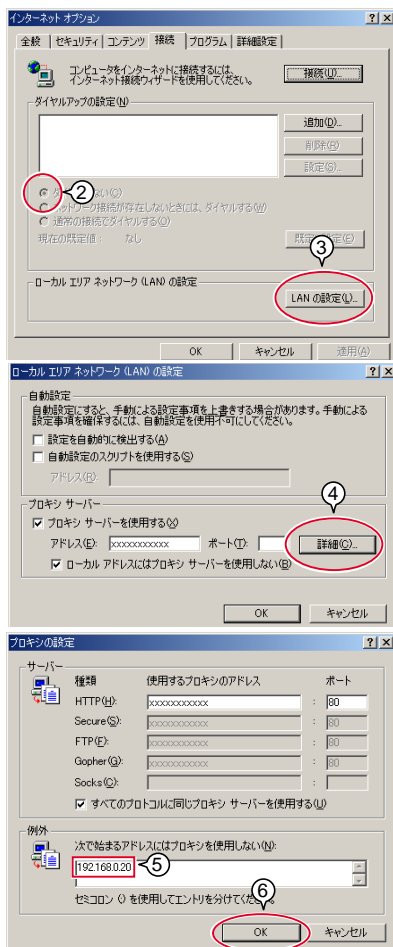 インターネット オプション
全般 セキュリティ コンテンツ 接続 プログラム 詳細設定
コンピュータをインターネットに接続するには、
インターネット接続ウィザードを使用してください。
接続(U)...
ダイヤルアップの設定(N)
追加(D)...
削除(R)
設定(S)...
② ない(C)
ネットワーク接続が存在しないときには、ダイヤルする(W)
通常の接続でダイヤルする(O)
現在の既定値: なし
設定(E)
③
ローカル エリア ネットワーク (LAN) の設定
LAN の設定(L)...
OK キャンセル 適用(A)
ローカル エリア ネットワーク (LAN) の設定
自動設定
自動設定にすると、手動による設定事項を上書きする場合があります。手動による
設定事項を確保するには、自動設定を使用不可にしてください。
設定を自動的に検出する(A)
自動設定のスクリプトを使用する(S)
アドレス(R):
④
プロキシ サーバー
プロキシ サーバーを使用する(X)
アドレス(E): xxxxxxxxxxx ポート(T): 詳細(C)...
ローカル アドレスにはプロキシ サーバーを使用しない(B)
OK キャンセル
プロキシの設定
サーバー
種類 使用するプロキシのアドレス ポート
HTTP(H): xxxxxxxxxxx : 80
Secure(S): xxxxxxxxxxx : 80
FTP(F): xxxxxxxxxxx : 80
Gopher(G): xxxxxxxxxxx : 80
Socks(C): :
すべてのプロトコルに同じプロキシ サーバーを使用する(U)
例外
次で始まるアドレスにはプロキシを使用しない(N):
192.168.0.20 ⑤
セミコロン () を使用してエントリを分けてくだ
⑥
OK キャンセル